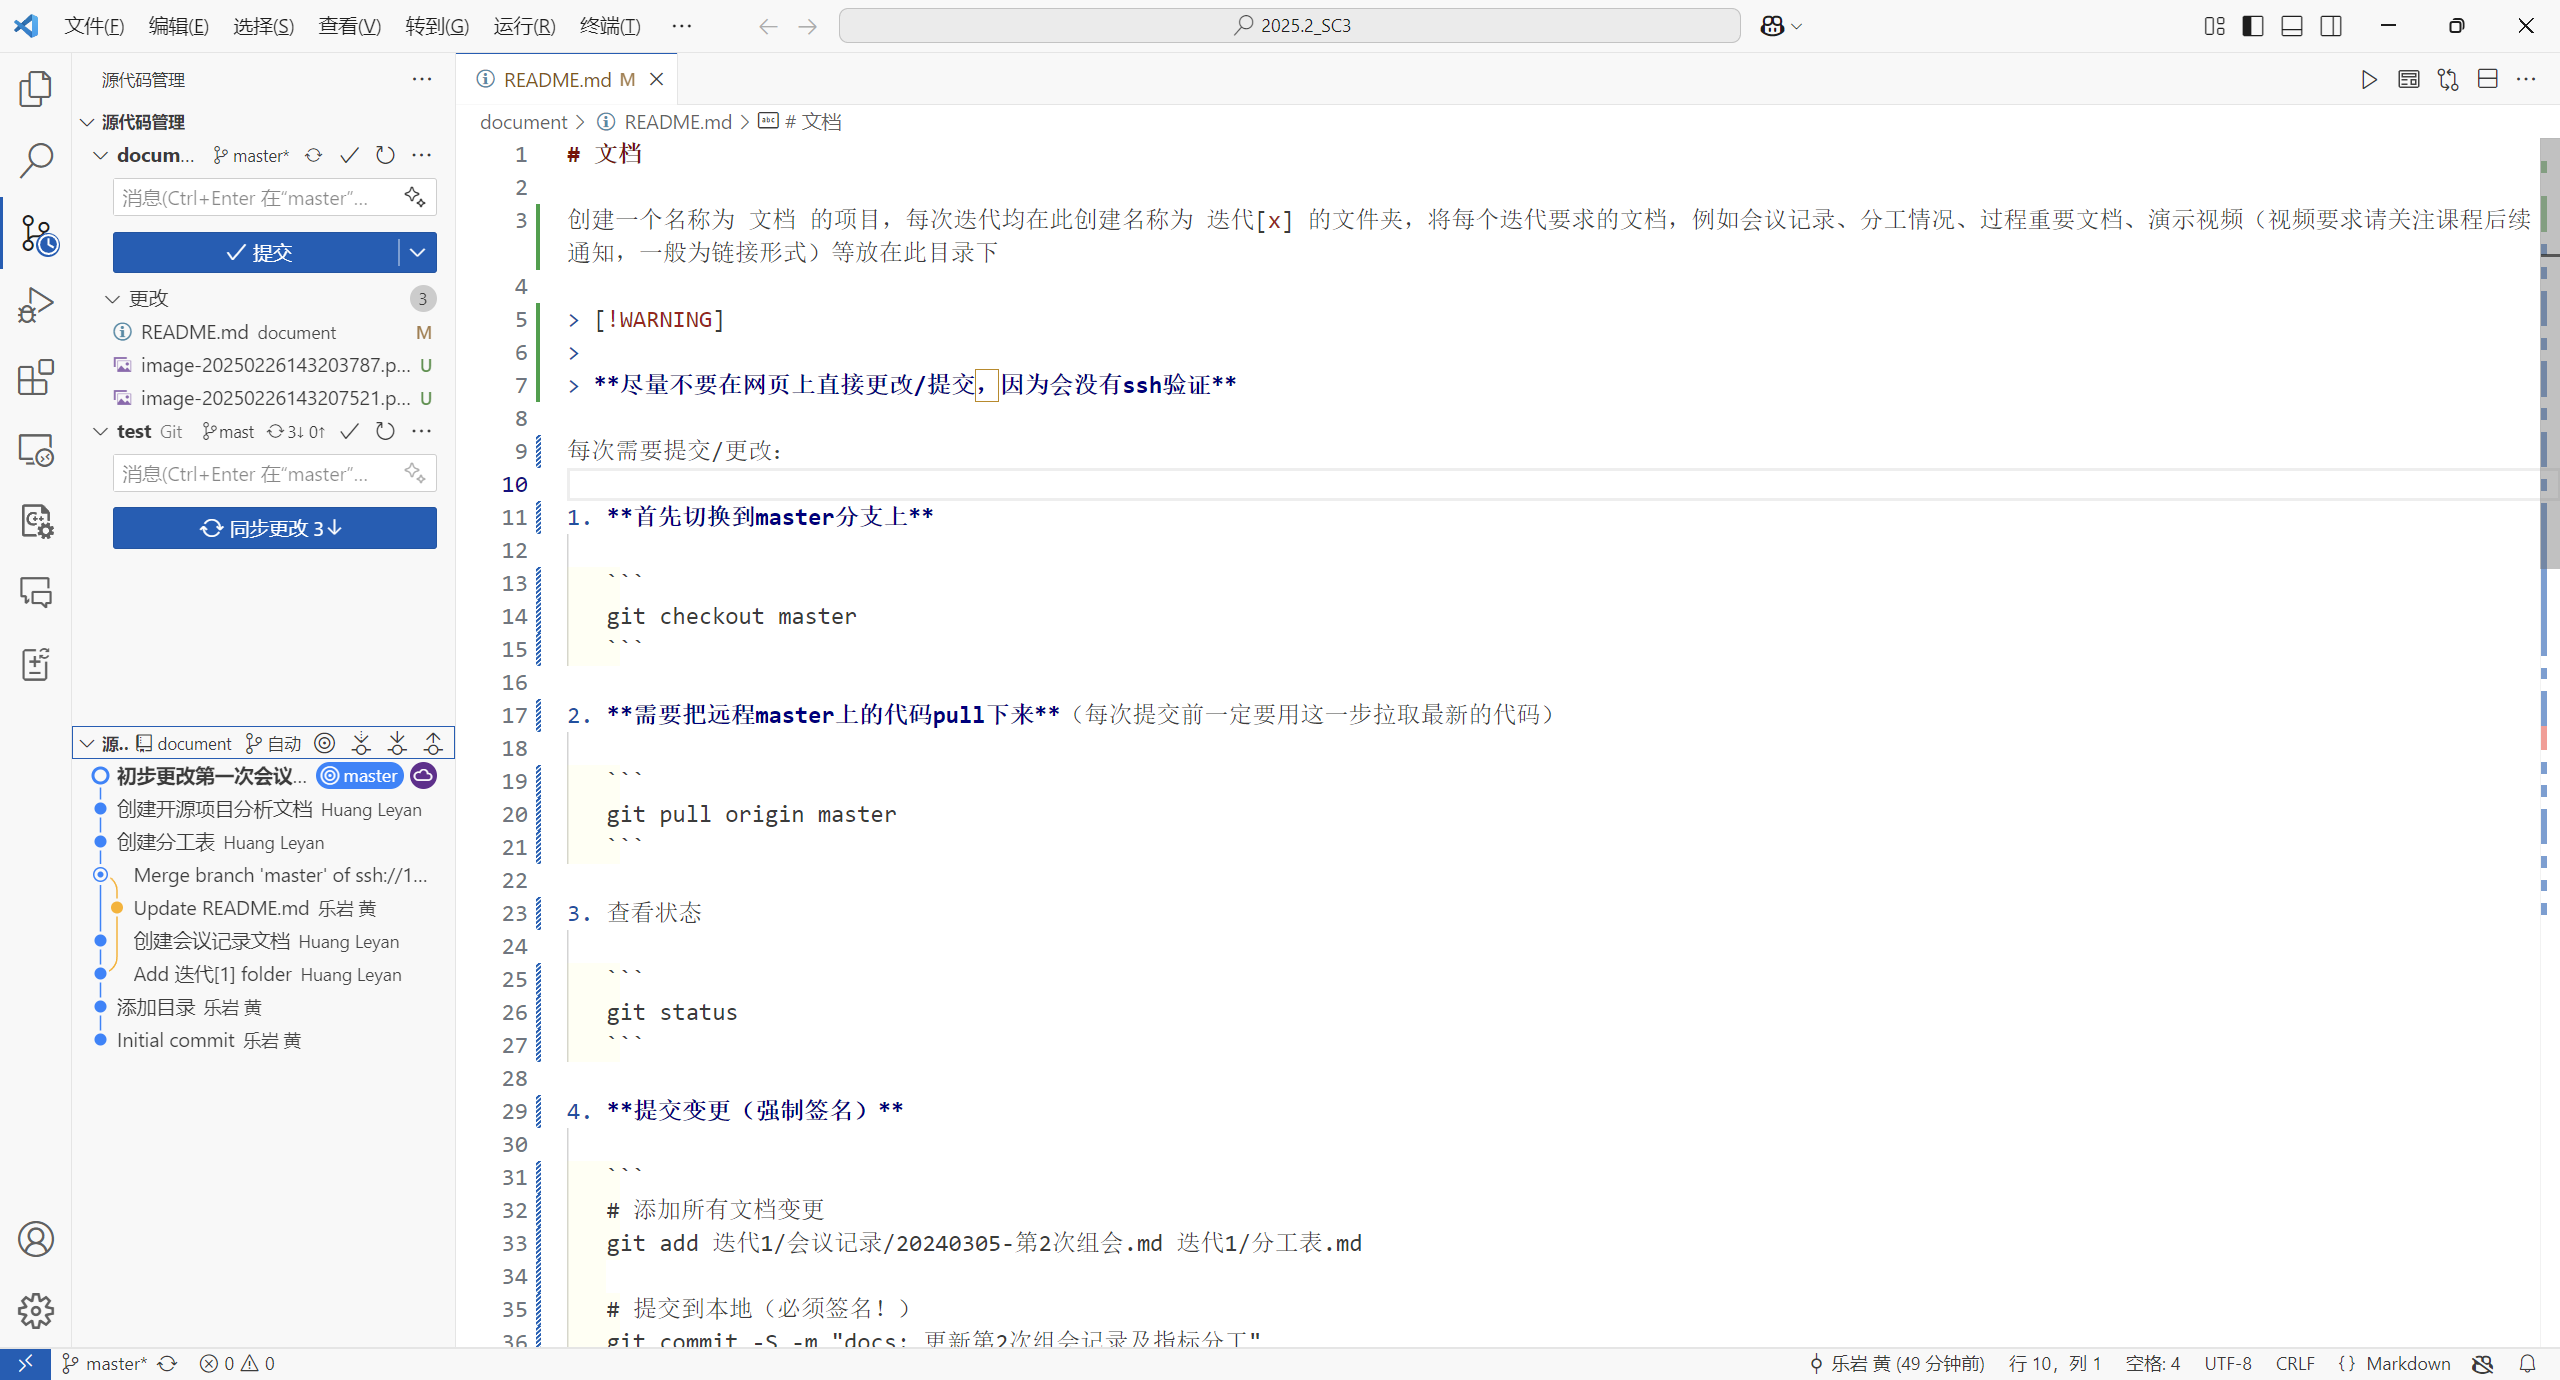 文件(F) 编辑(E) 选择(S) 查看(V) 转到(G) 运行(R) 终端(T) ··· 2025.2_SC3
源代码管理 ···
源代码管理
docum... master* ···
消息(Ctrl+Enter 在“master”...
提交
更改 3
README.md document M
image-20250226143203787.p... U
image-20250226143207521.p... U
test Git mast 3↓ 0↑ ···
消息(Ctrl+Enter 在“master”...
同步更改 3↓
源.. document 自动
初步更改第一次会议... master
创建开源项目分析文档 Huang Leyan
创建分工表 Huang Leyan
Merge branch 'master' of ssh://1...
Update README.md 乐岩 黄
创建会议记录文档 Huang Leyan
Add 迭代[1] folder Huang Leyan
添加目录 乐岩 黄
Initial commit 乐岩 黄
README.md M
document > README.md > # 文档
1 # 文档
2
3 创建一个名称为 文档 的项目，每次迭代均在此创建名称为 迭代[x] 的文件夹，将每个迭代要求的文档，例如会议记录、分工情况、过程重要文档、演示视频（视频要求请关注课程后续
通知，一般为链接形式）等放在此目录下
4
5 > [!WARNING]
6 >
7 > **尽量不要在网页上直接更改/提交，因为会没有ssh验证**
8
9 每次需要提交/更改：
10
11 1. **首先切换到master分支上**
12
13 ```
14 git checkout master
15 ```
16
17 2. **需要把远程master上的代码pull下来**（每次提交前一定要用这一步拉取最新的代码）
18
19 ```
20 git pull origin master
21 ```
22
23 3. 查看状态
24
25 ```
26 git status
27 ```
28
29 4. **提交变更（强制签名）**
30
31 ```
32 # 添加所有文档变更
33 git add 迭代1/会议记录/20240305-第2次组会.md 迭代1/分工表.md
34
35 # 提交到本地（必须签名！）
36 git commit -S -m "docs: 更新第2次组会记录及指标分工"
master* 0 0 乐岩 黄 (49 分钟前) 行 10，列 1 空格: 4 UTF-8 CRLF {} Markdown